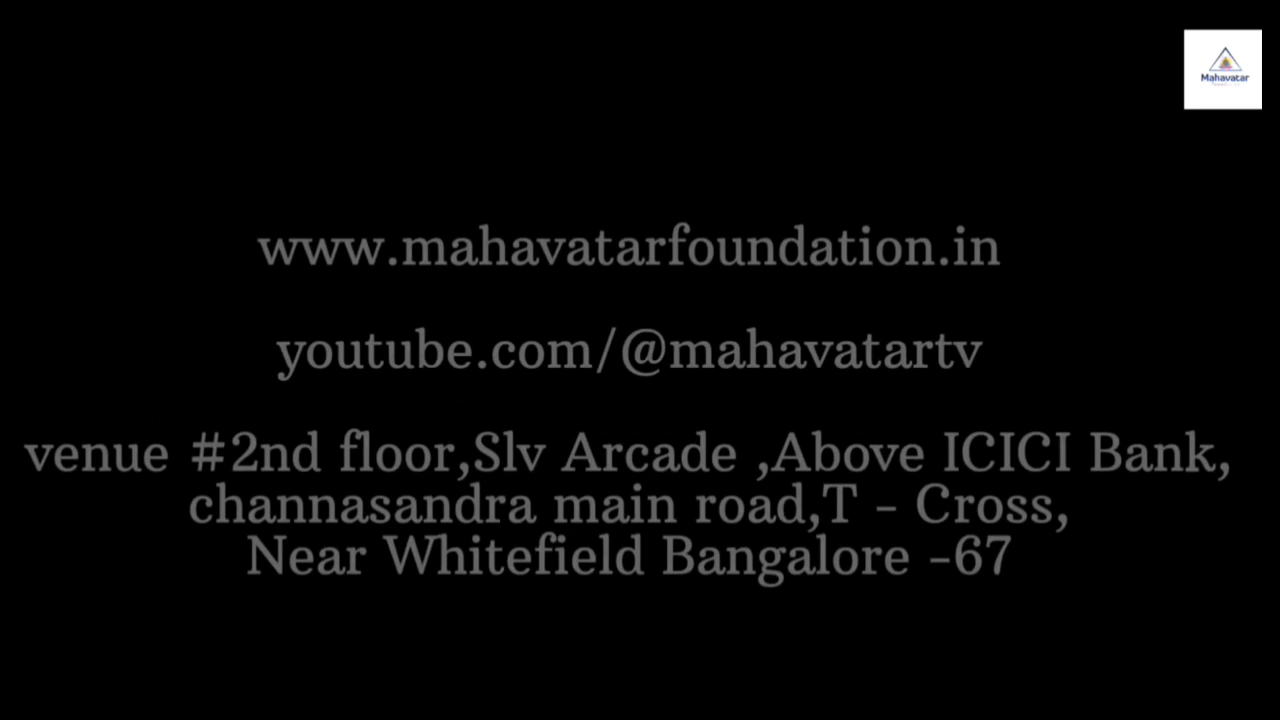 Mahavatar
www.mahavatarfoundation.in
youtube.com/@mahavatartv
venue #2nd floor,Slv Arcade ,Above ICICI Bank,
channasandra main road,T - Cross,
Near Whitefield Bangalore -67